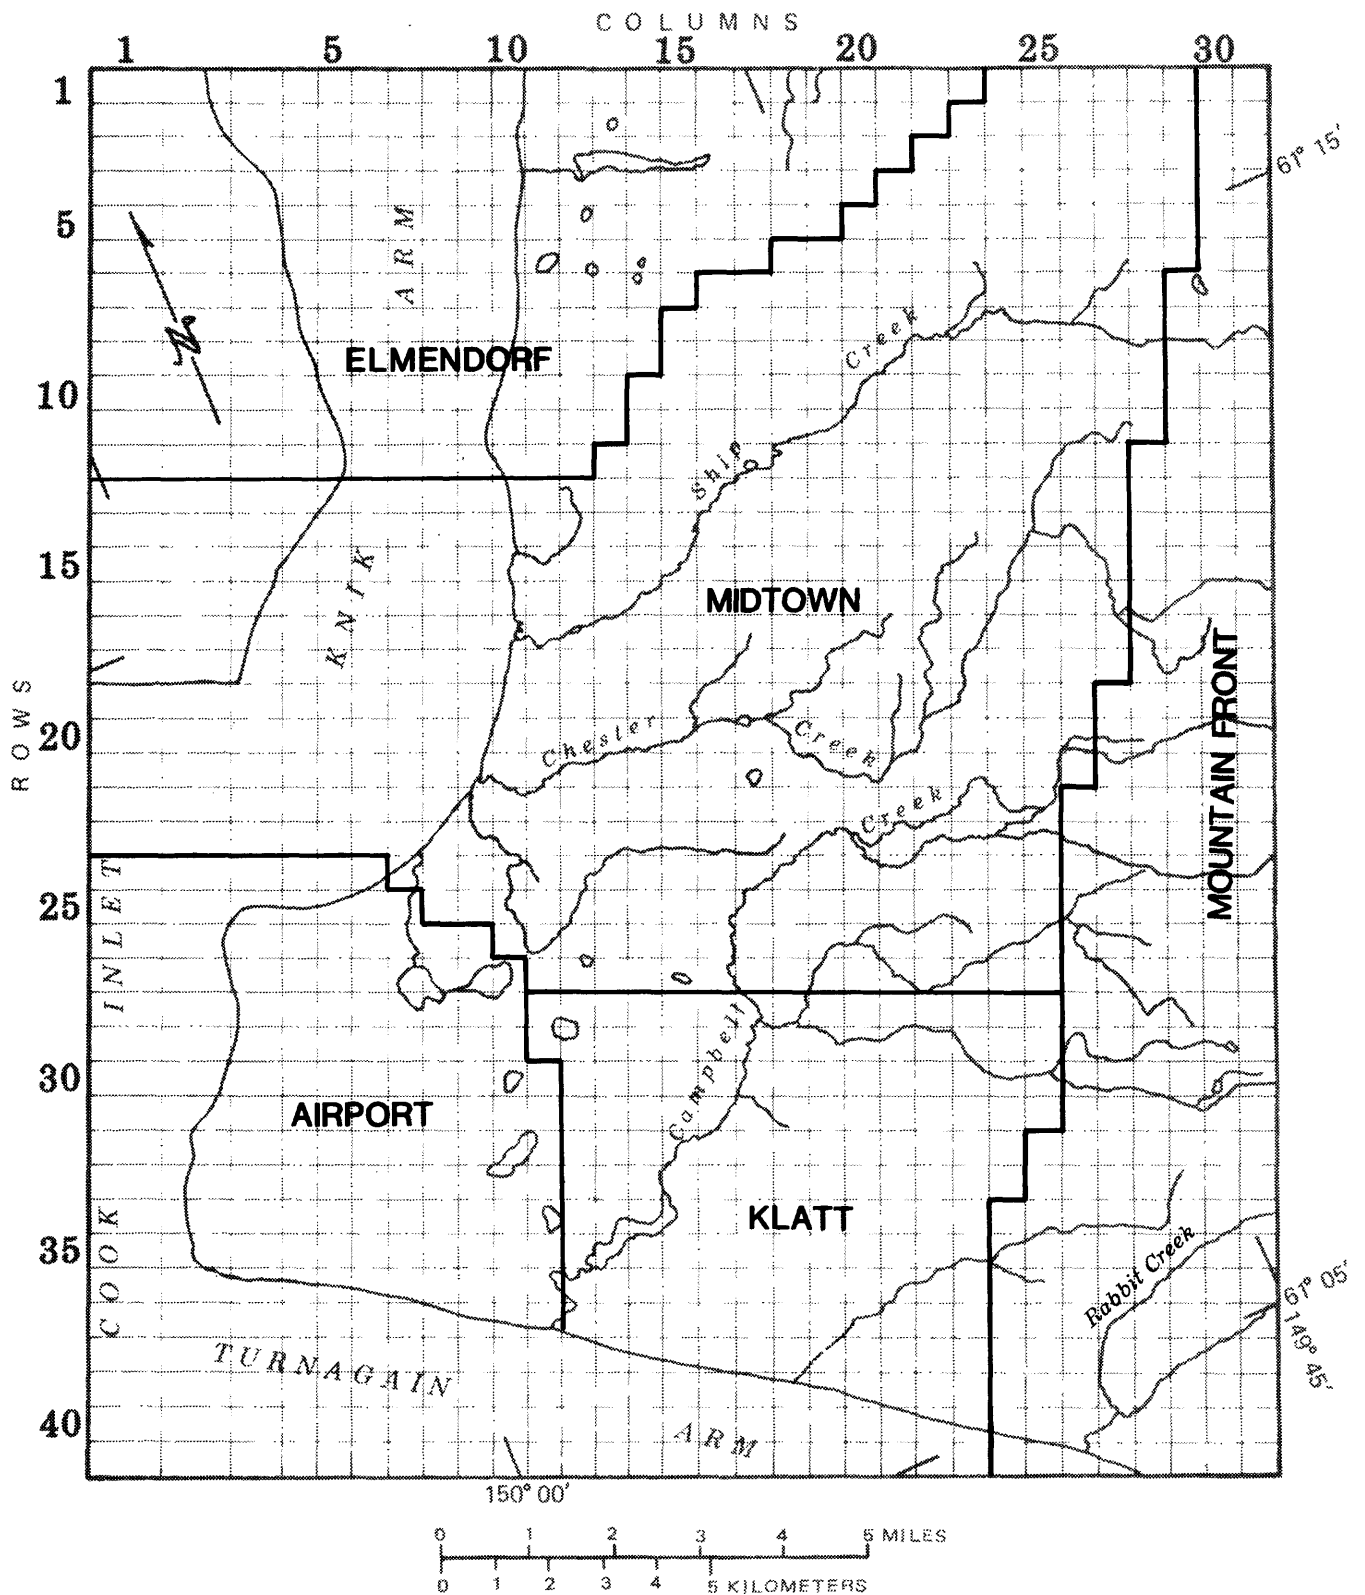 COLUMNS
1 5 10 15 20 25 30
1
61° 15'
5
ARM
N
Creek
ELMENDORF
10
Ship
15
KNIK
MIDTOWN
MOUNTAIN FRONT
ROWS
20
Chester
Creek
Creek
25
INLET
Campbell
30
AIRPORT
KLATT
35
COOK
Rabbit Creek
61° 05'
149° 45'
TURNAGAIN
40
ARM
150° 00'
0 1 2 3 4 5 MILES
0 1 2 3 4 5 KILOMETERS